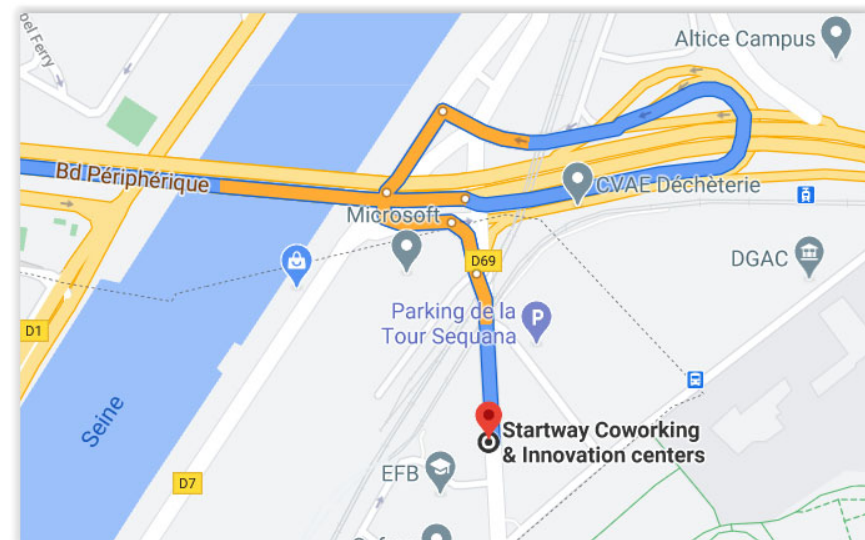 Altice Campus
Bd Périphérique
CVAE Déchèterie
Microsoft
D69
DGAC
Parking de la
Tour Sequana
P
D1
Seine
Startway Coworking
& Innovation centers
EFB
D7